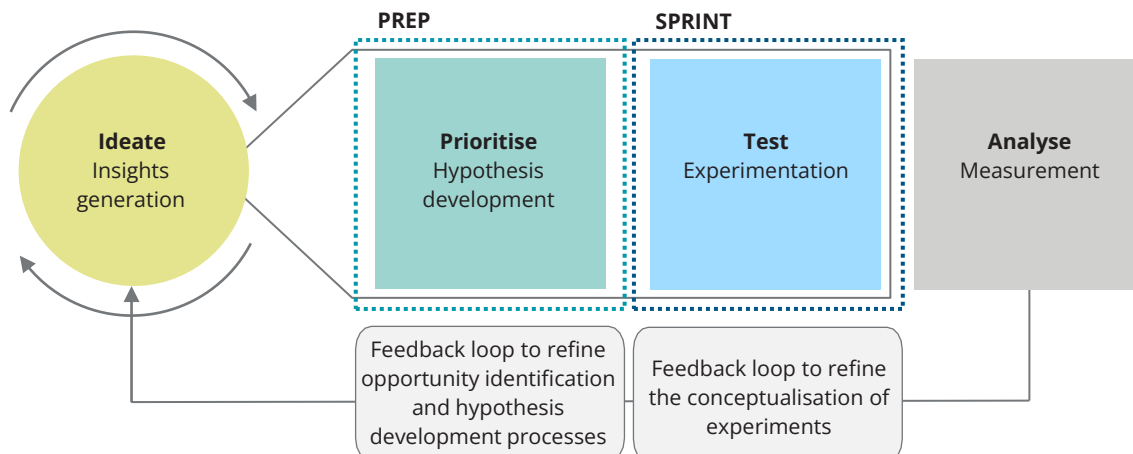 PREP
SPRINT
Ideate
Insights
generation
Prioritise
Hypothesis
development
Test
Experimentation
Analyse
Measurement
Feedback loop to refine
opportunity identification
and hypothesis
development processes
Feedback loop to refine
the conceptualisation of
experiments